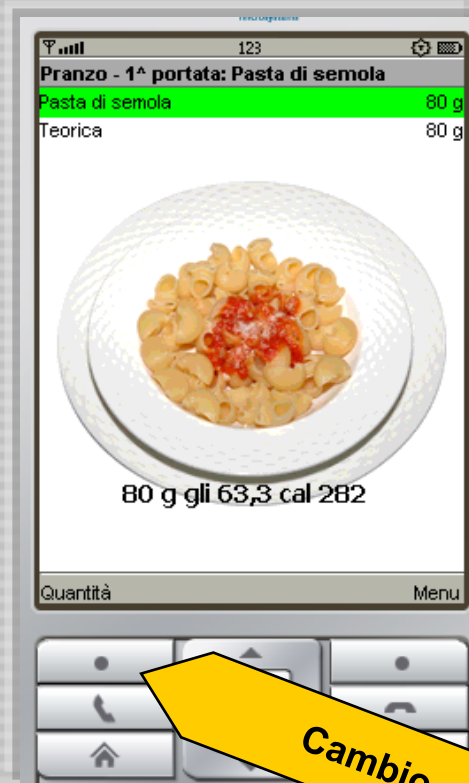 123
Pranzo - 1^ portata: Pasta di semola
Pasta di semola 80 g
Teorica 80 g
80 g gli 63,3 cal 282
Quantità Menu
Cambio